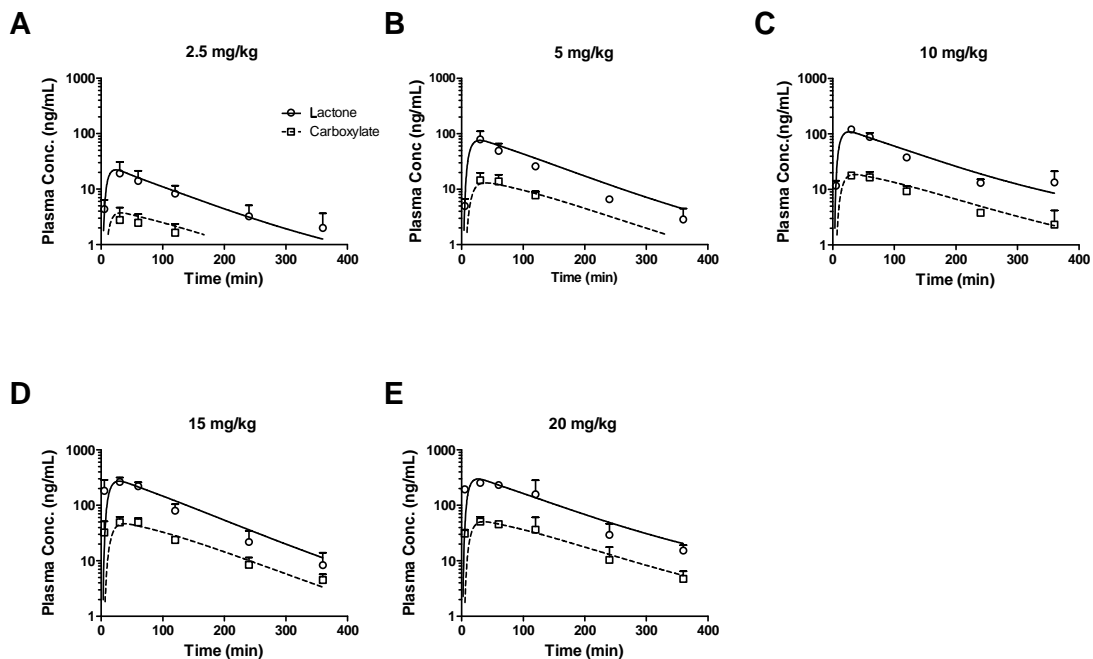 A
2.5 mg/kg
Plasma Conc. (ng/mL)
1000
100
10
1
0 100 200 300 400
Time (min)
Lactone
Carboxylate
B
5 mg/kg
Plasma Conc (ng/mL)
1000
100
10
1
0 100 200 300 400
Time (min)
C
10 mg/kg
Plasma Conc.(ng/mL)
1000
100
10
1
0 100 200 300 400
Time (min)
D
15 mg/kg
Plasma Conc. (ng/mL)
1000
100
10
1
0 100 200 300 400
Time (min)
E
20 mg/kg
Plasma Conc. (ng/mL)
1000
100
10
1
0 100 200 300 400
Time (min)